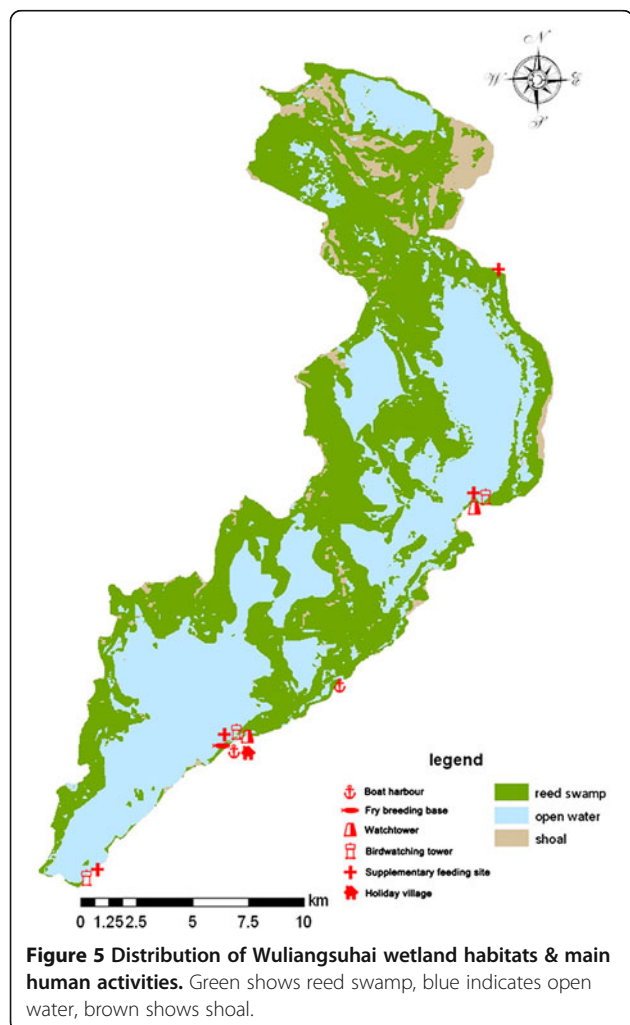 N
W E
S
legend
Boat harbour
Fry breeding base
Watchtower
Birdwatching tower
Supplementary feeding site
Holiday village
reed swamp
open water
shoal
km
0 1.25 2.5 5 7.5 10
Figure 5 Distribution of Wuliangsuhai wetland habitats & main
human activities. Green shows reed swamp, blue indicates open
water, brown shows shoal.